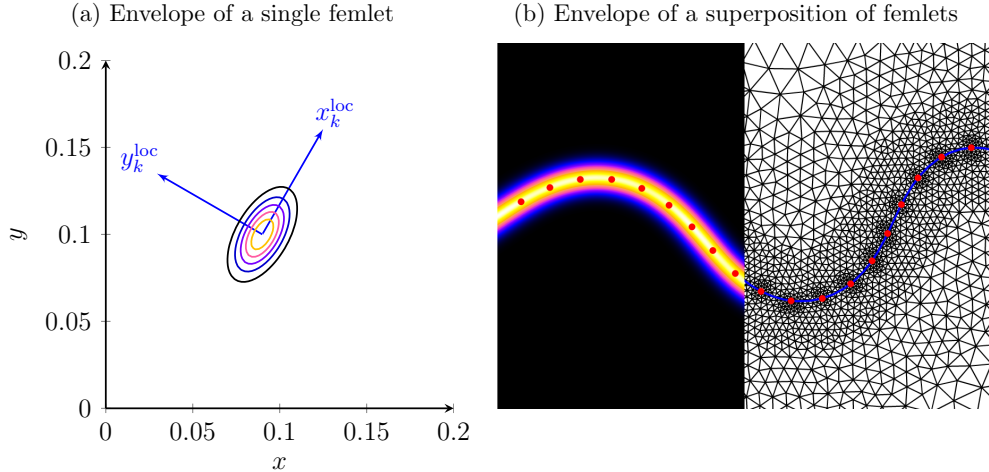 (a) Envelope of a single femlet
(b) Envelope of a superposition of femlets
0.2
0.15
0.1
0.05
0
y
x_k^loc
y_k^loc
0
0.05
0.1
0.15
0.2
x